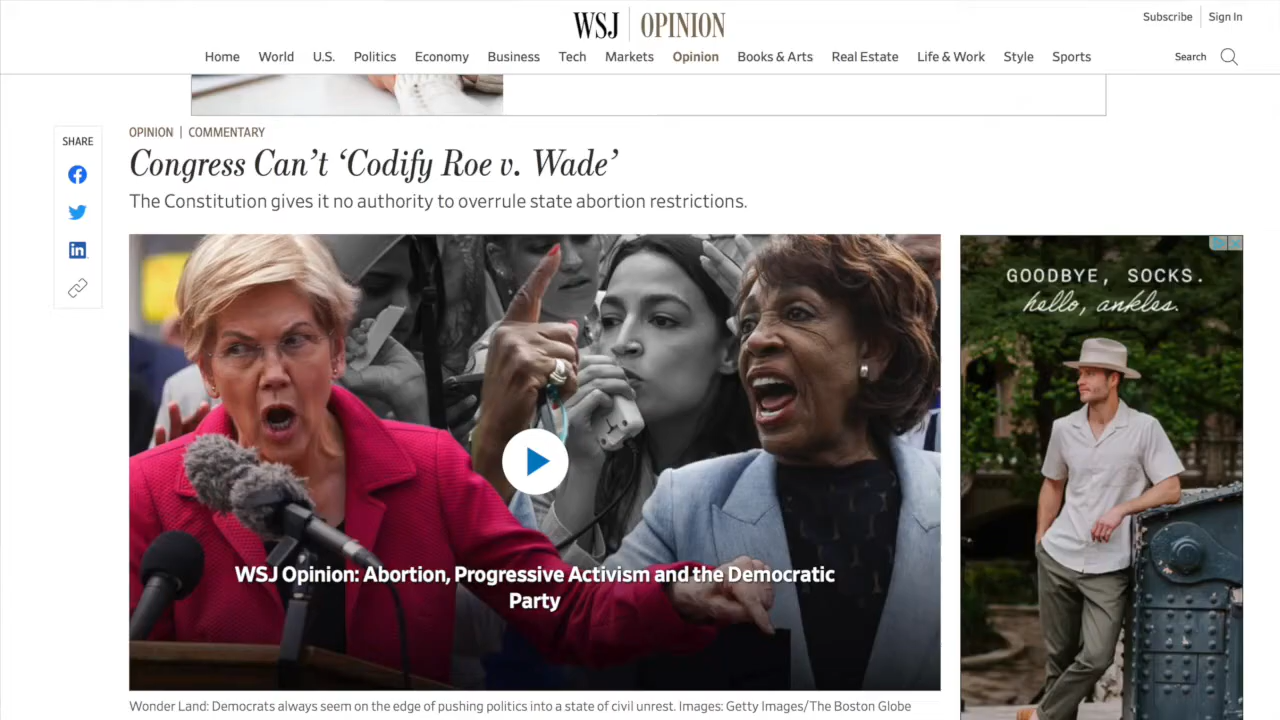 WSJ | OPINION
Subscribe
Sign In
Home World U.S. Politics Economy Business Tech Markets Opinion Books & Arts Real Estate Life & Work Style Sports
Search
SHARE
OPINION | COMMENTARY
Congress Can't ‘Codify Roe v. Wade’
The Constitution gives it no authority to overrule state abortion restrictions.
WSJ Opinion: Abortion, Progressive Activism and the Democratic
Party
Wonder Land: Democrats always seem on the edge of pushing politics into a state of civil unrest. Images: Getty Images/The Boston Globe
GOODBYE, SOCKS.
hello, ankles.